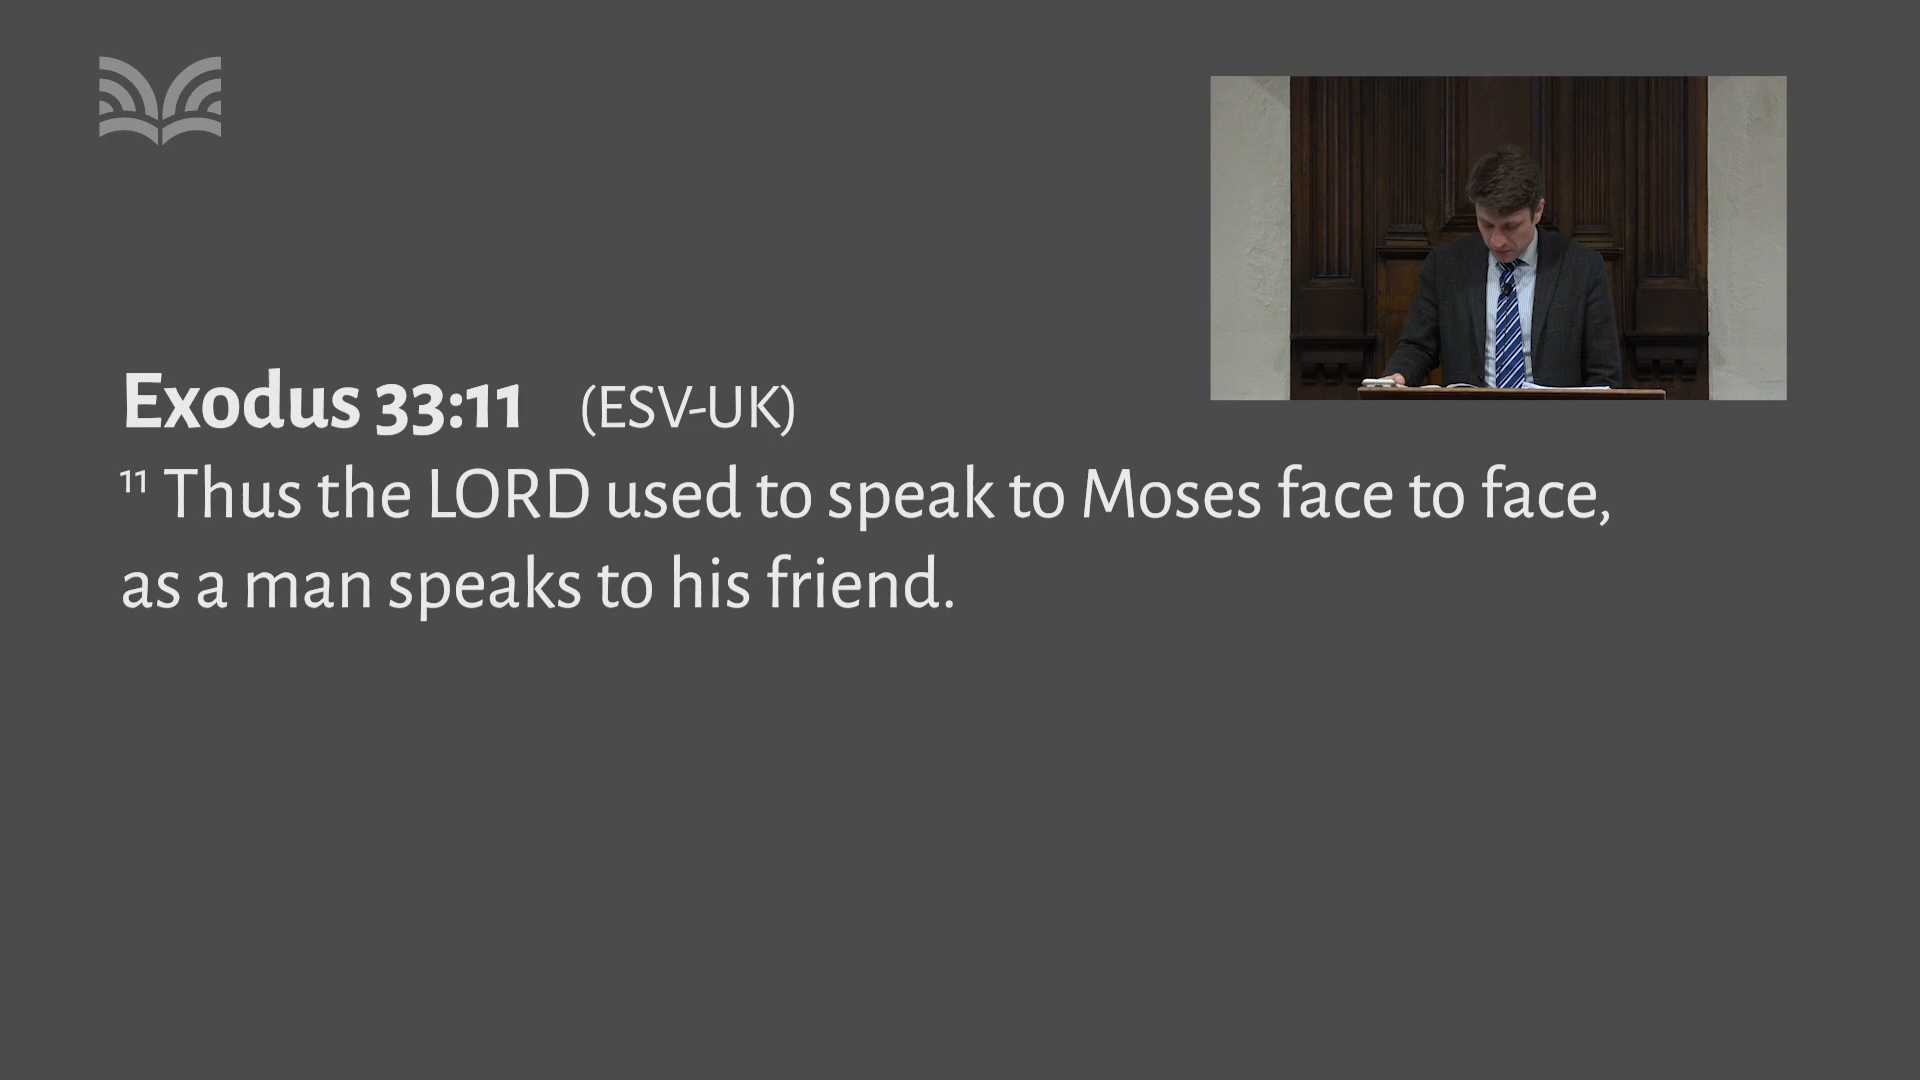 Exodus 33:11 (ESV-UK)
¹¹ Thus the LORD used to speak to Moses face to face,
as a man speaks to his friend.